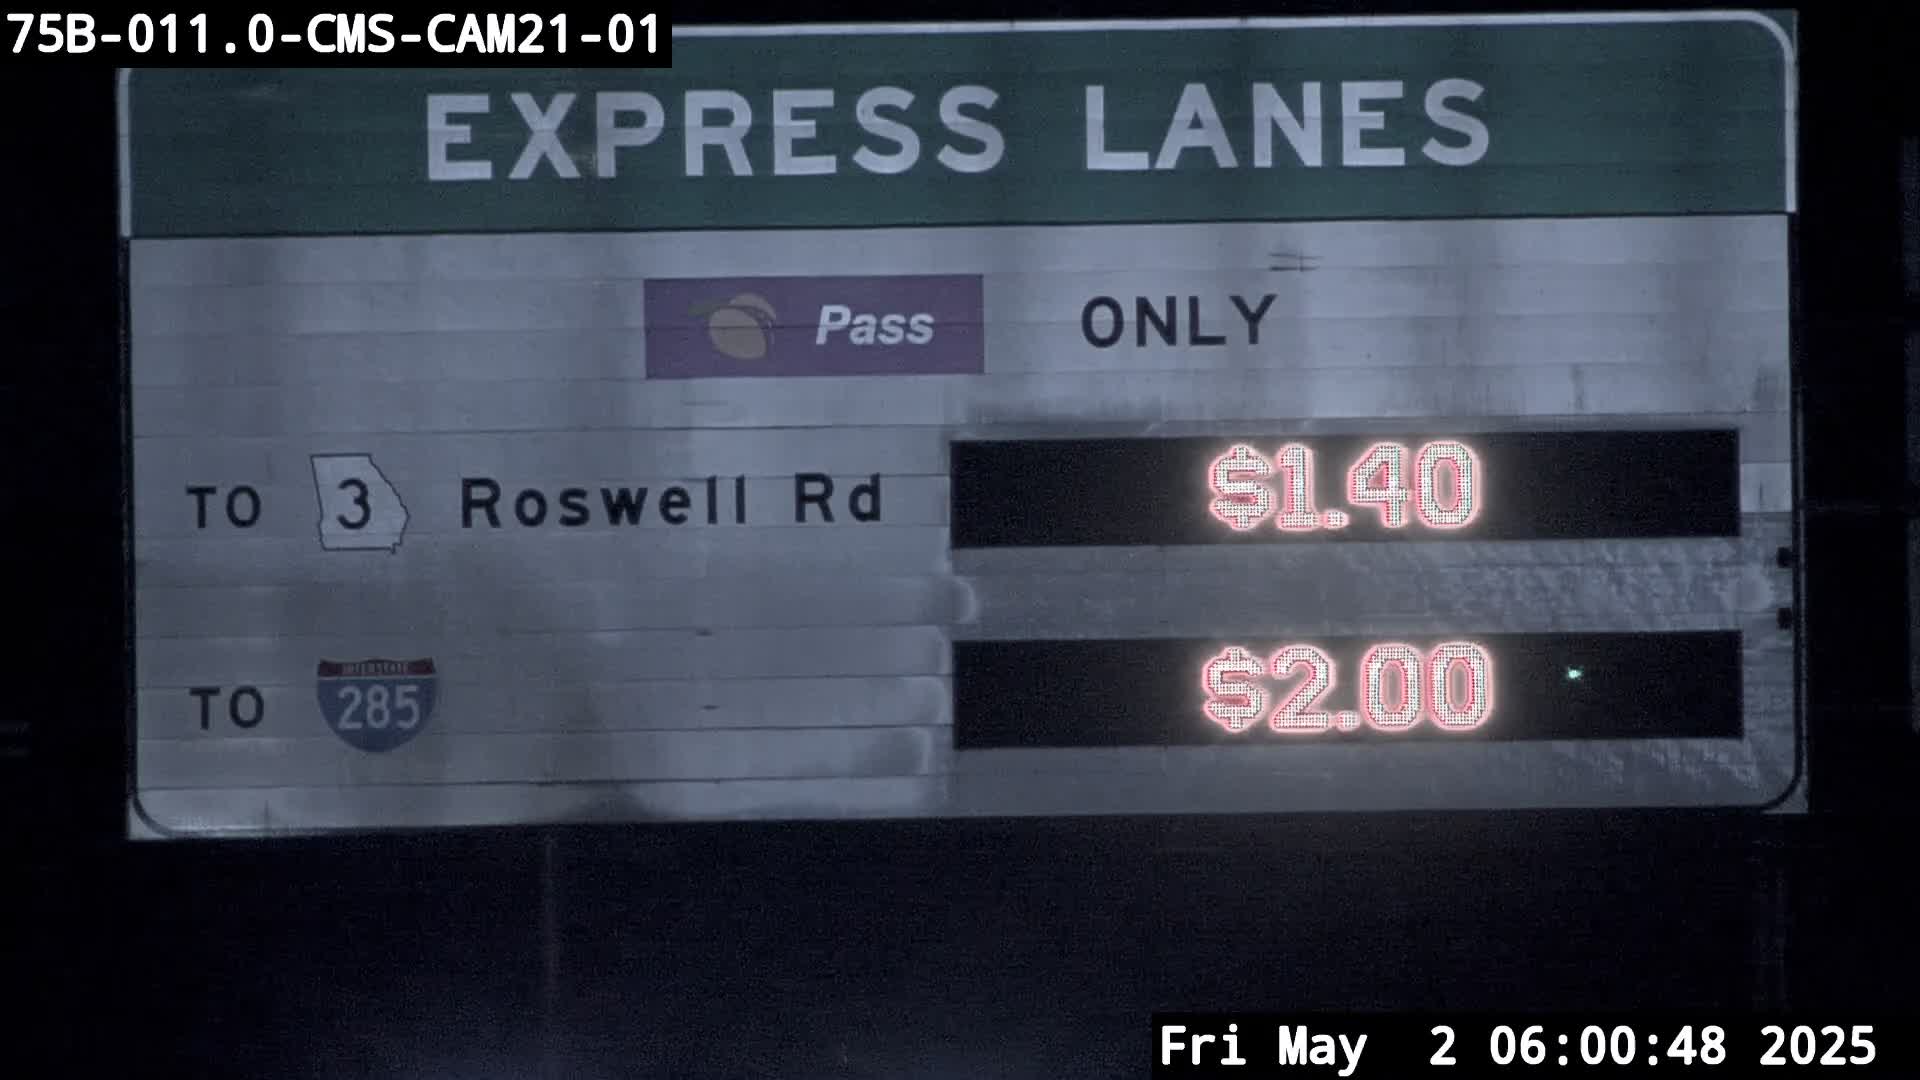 75B-011.0-CMS-CAM21-01
EXPRESS LANES
Pass ONLY
TO 3 Roswell Rd $1.40
TO INTERSTATE 285 $2.00
Fri May 2 06:00:48 2025